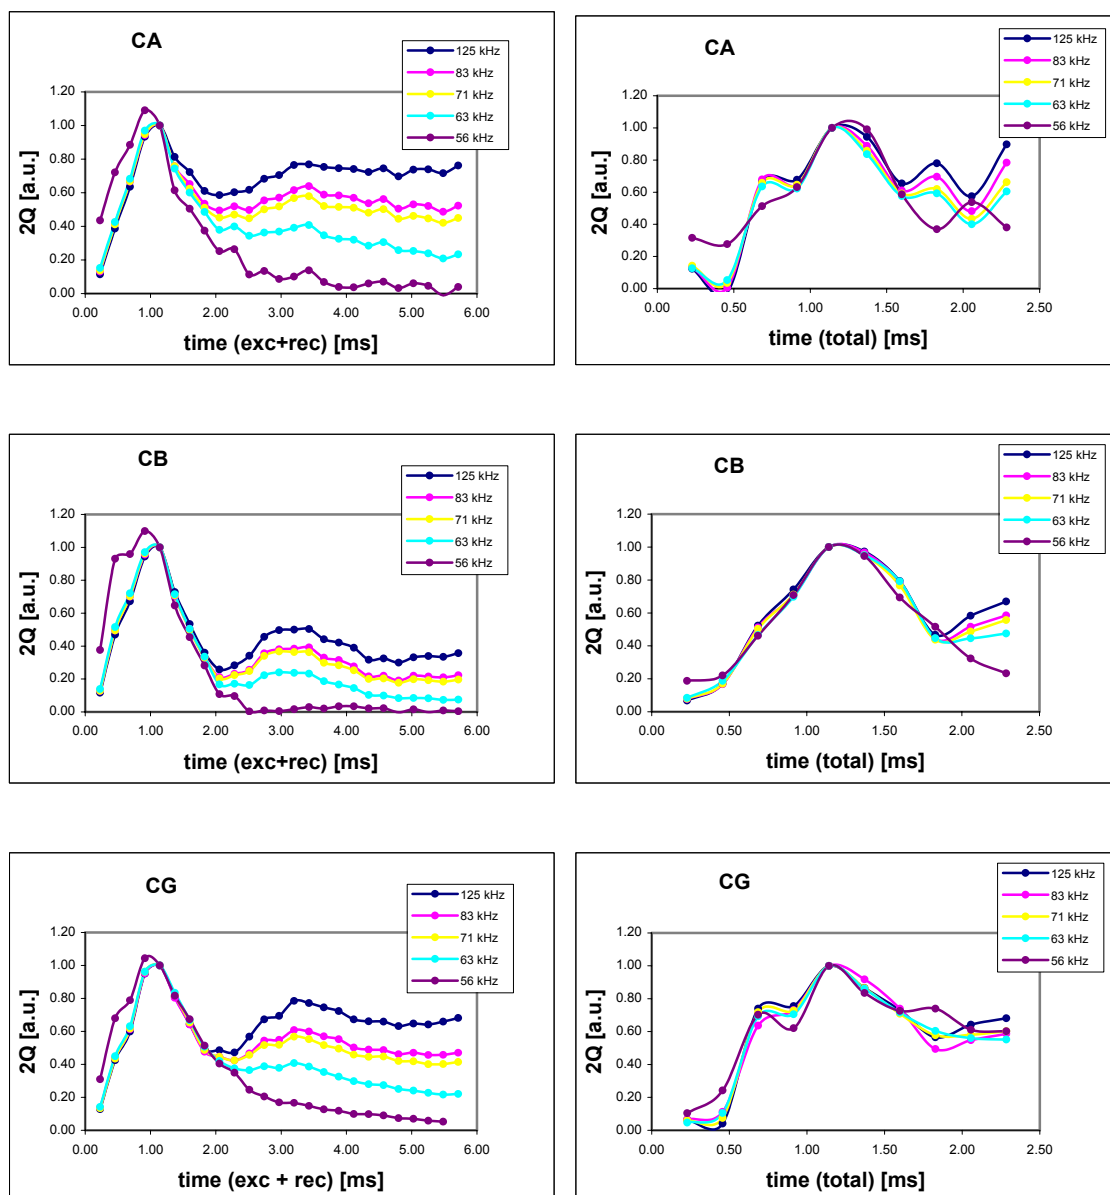 CA
125 kHz
83 kHz
71 kHz
63 kHz
56 kHz
1.20
1.00
0.80
0.60
0.40
0.20
0.00
2Q [a.u.]
0.00 1.00 2.00 3.00 4.00 5.00 6.00
time (exc+rec) [ms]
CA
125 kHz
83 kHz
71 kHz
63 kHz
56 kHz
1.20
1.00
0.80
0.60
0.40
0.20
0.00
2Q [a.u.]
0.00 0.50 1.00 1.50 2.00 2.50
time (total) [ms]
CB
125 kHz
83 kHz
71 kHz
63 kHz
56 kHz
1.20
1.00
0.80
0.60
0.40
0.20
0.00
2Q [a.u.]
0.00 1.00 2.00 3.00 4.00 5.00 6.00
time (exc+rec) [ms]
CB
125 kHz
83 kHz
71 kHz
63 kHz
56 kHz
1.20
1.00
0.80
0.60
0.40
0.20
0.00
2Q [a.u.]
0.00 0.50 1.00 1.50 2.00 2.50
time (total) [ms]
CG
125 kHz
83 kHz
71 kHz
63 kHz
56 kHz
1.20
1.00
0.80
0.60
0.40
0.20
0.00
2Q [a.u.]
0.00 1.00 2.00 3.00 4.00 5.00 6.00
time (exc + rec) [ms]
CG
125 kHz
83 kHz
71 kHz
63 kHz
56 kHz
1.20
1.00
0.80
0.60
0.40
0.20
0.00
2Q [a.u.]
0.00 0.50 1.00 1.50 2.00 2.50
time (total) [ms]